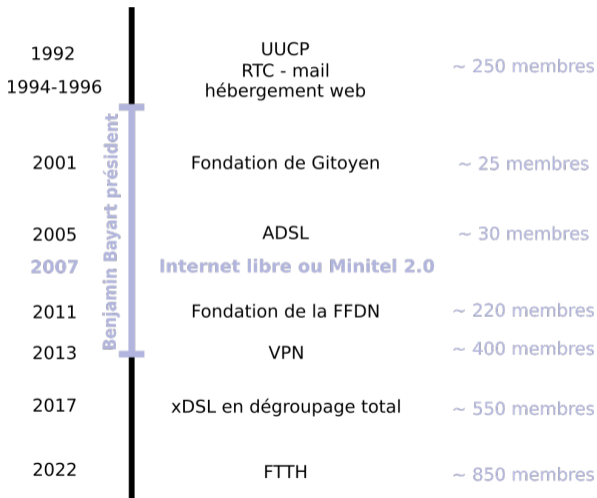 1992
UUCP
~ 250 membres
RTC - mail
1994-1996
hébergement web
Benjamin Bayart président
2001
Fondation de Gitoyen
~ 25 membres
2005
ADSL
~ 30 membres
2007
Internet libre ou Minitel 2.0
2011
Fondation de la FFDN
~ 220 membres
2013
VPN
~ 400 membres
2017
xDSL en dégroupage total
~ 550 membres
2022
FTTH
~ 850 membres